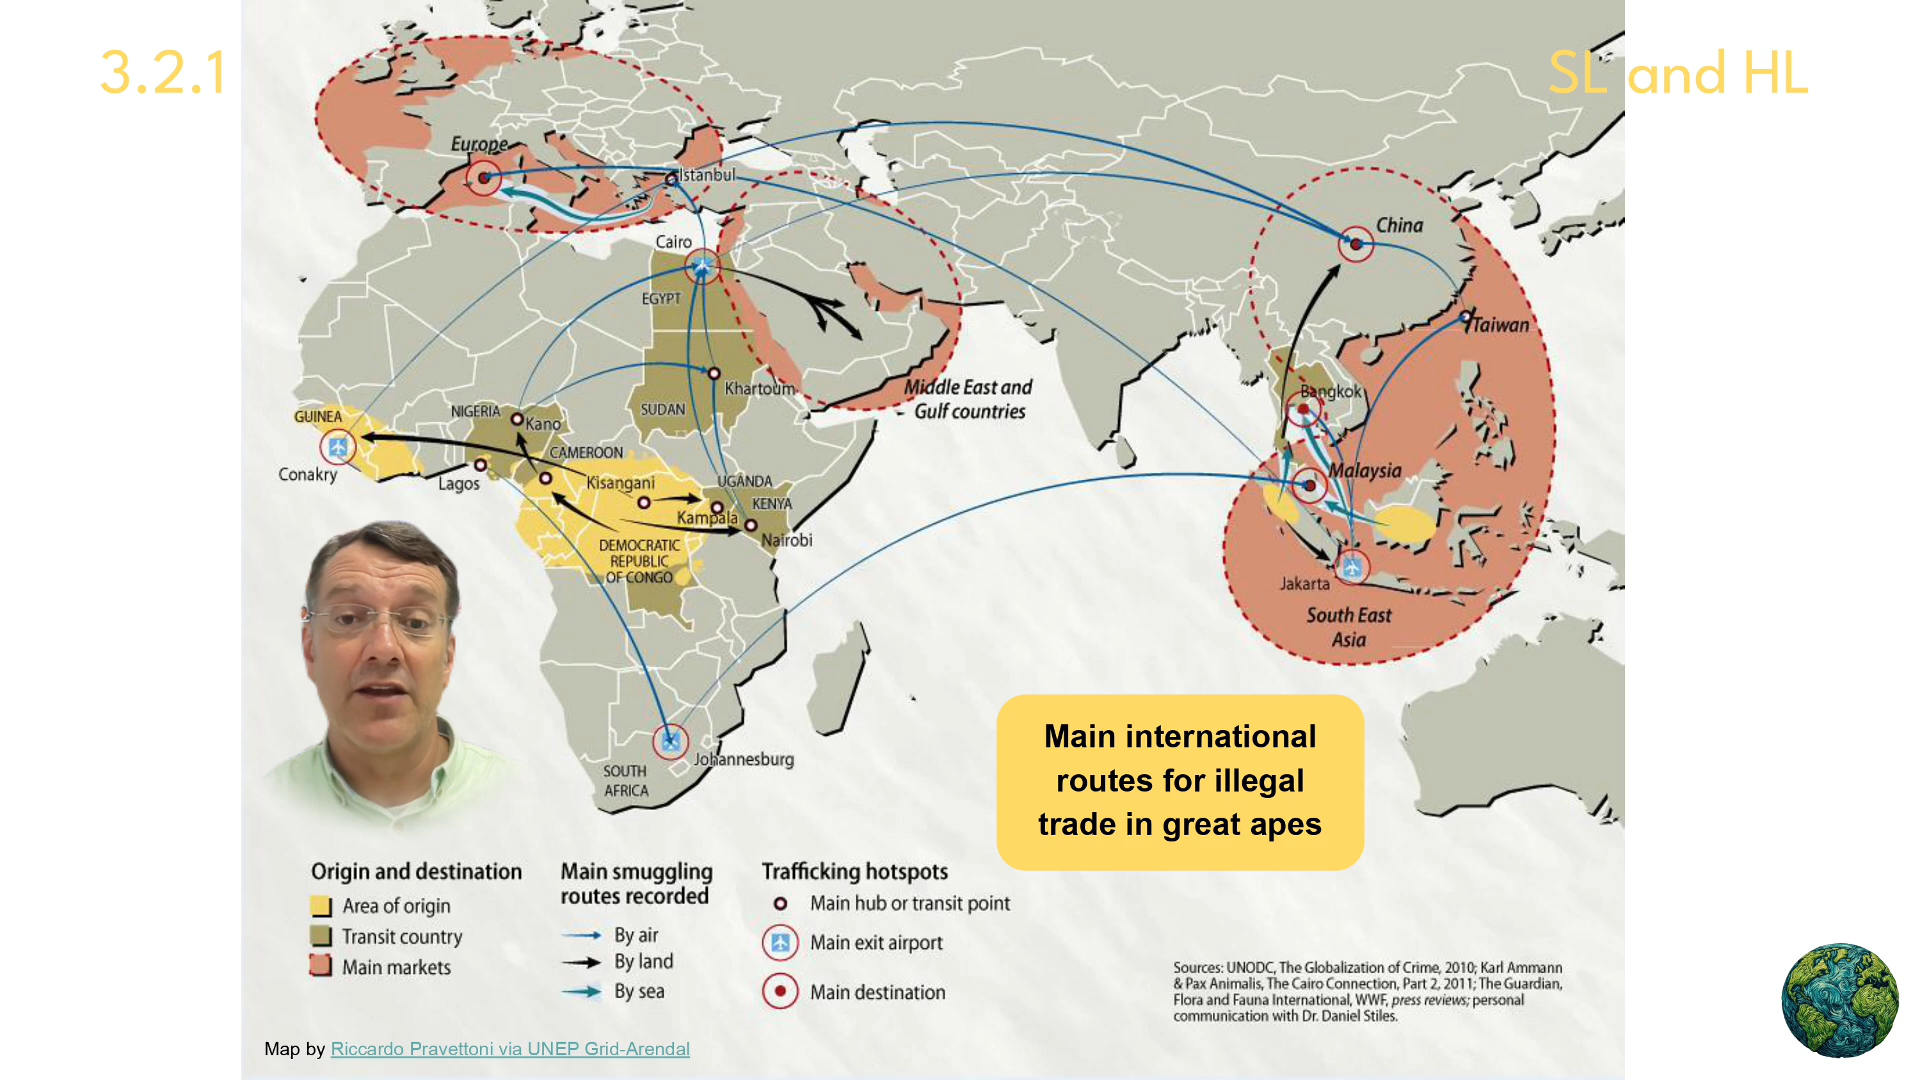 3.2.1
SL and HL
Europe
Istanbul
China
Cairo
EGYPT
Taiwan
Khartoum
Middle East and
Gulf countries
Bangkok
SUDAN
NIGERIA
GUINEA
Kano
CAMEROON
Conakry
Lagos
Kisangani
UGANDA
KENYA
Kampala
Nairobi
Malaysia
DEMOCRATIC
REPUBLIC
OF CONGO
Jakarta
South East
Asia
Johannesburg
SOUTH
AFRICA
Main international
routes for illegal
trade in great apes
Origin and destination
Area of origin
Transit country
Main markets
Main smuggling
routes recorded
By air
By land
By sea
Trafficking hotspots
Main hub or transit point
Main exit airport
Main destination
Sources: UNODC, The Globalization of Crime, 2010; Karl Ammann
& Pax Animalis, The Cairo Connection, Part 2, 2011; The Guardian,
Flora and Fauna International, WWF, press reviews; personal
communication with Dr. Daniel Stiles.
Map by Riccardo Pravettoni via UNEP Grid-Arendal